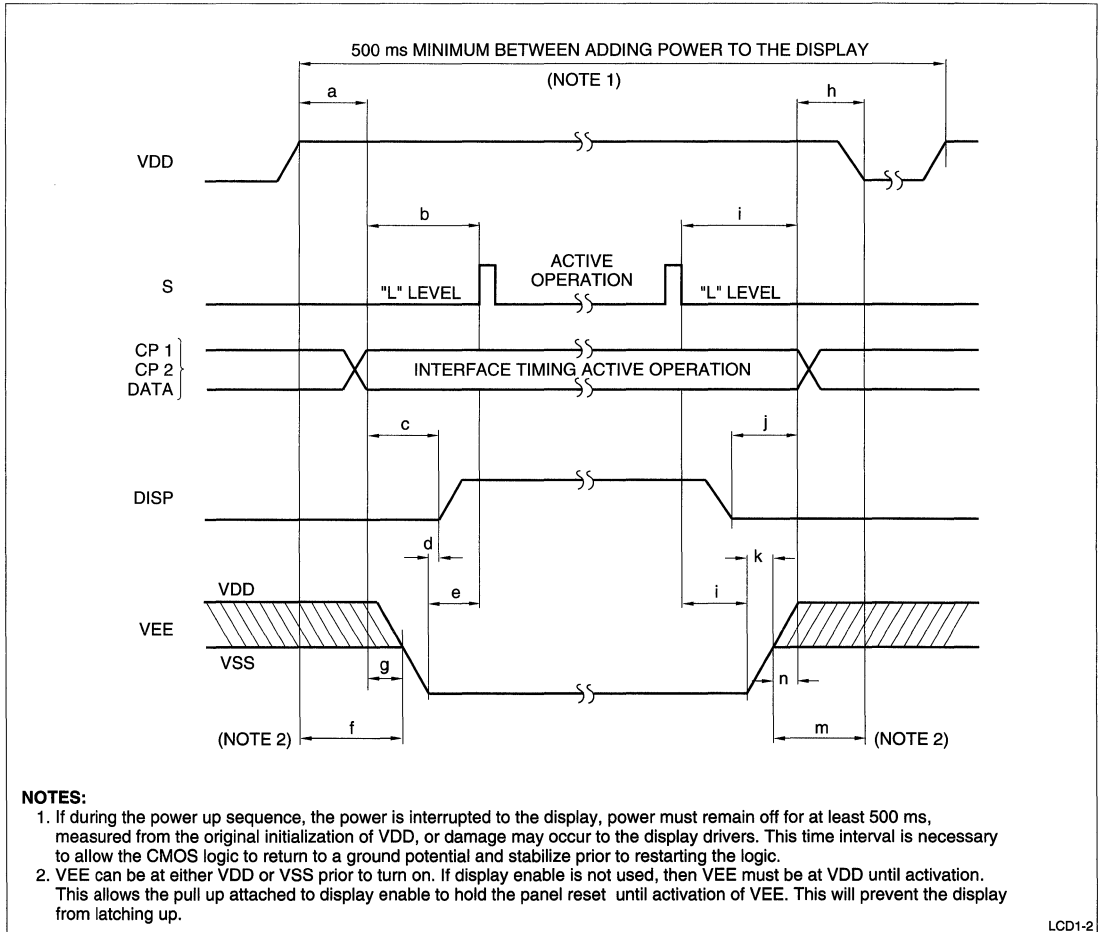 500 ms MINIMUM BETWEEN ADDING POWER TO THE DISPLAY
(NOTE 1)
a
h
VDD
b
i
S
"L" LEVEL
ACTIVE
OPERATION
"L" LEVEL
CP 1
CP 2
DATA
INTERFACE TIMING ACTIVE OPERATION
c
j
DISP
d
k
e
i
VDD
VEE
VSS
g
n
(NOTE 2)
f
m
(NOTE 2)
NOTES:
1. If during the power up sequence, the power is interrupted to the display, power must remain off for at least 500 ms,
measured from the original initialization of VDD, or damage may occur to the display drivers. This time interval is necessary
to allow the CMOS logic to return to a ground potential and stabilize prior to restarting the logic.
2. VEE can be at either VDD or VSS prior to turn on. If display enable is not used, then VEE must be at VDD until activation.
This allows the pull up attached to display enable to hold the panel reset until activation of VEE. This will prevent the display
from latching up.
LCD1-2